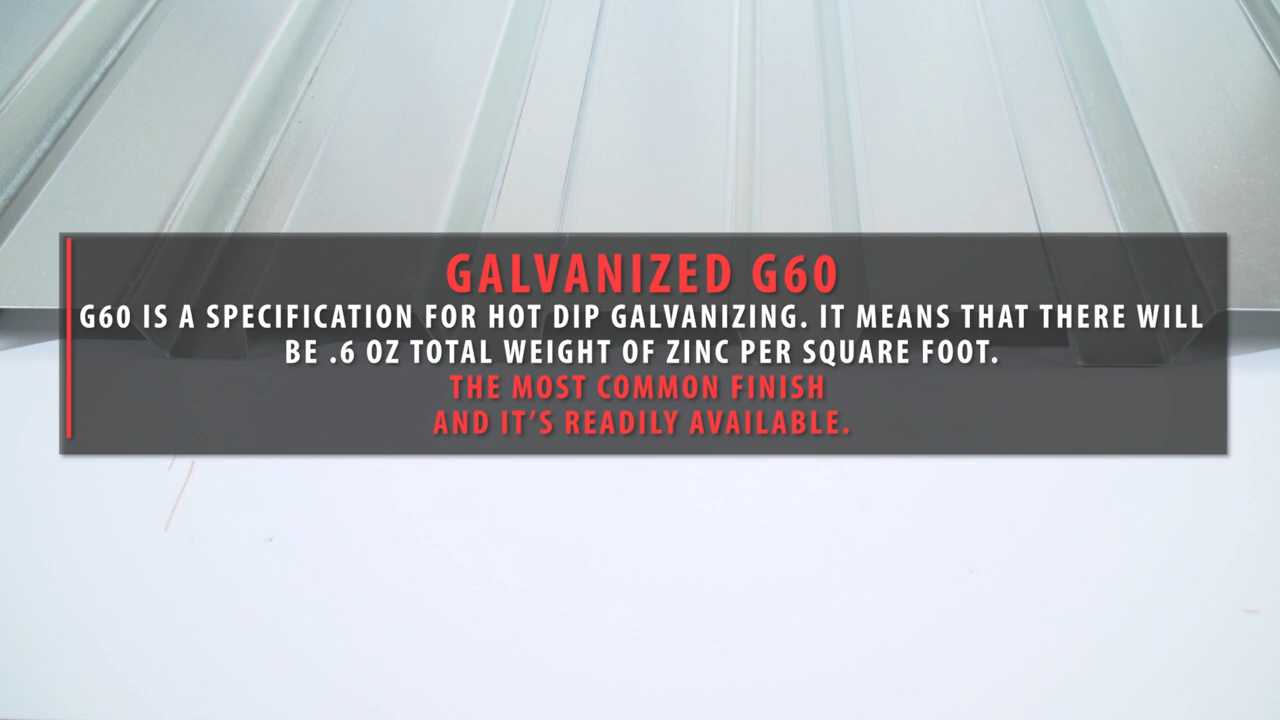 GALVANIZED G60
G60 IS A SPECIFICATION FOR HOT DIP GALVANIZING. IT MEANS THAT THERE WILL
BE .6 OZ TOTAL WEIGHT OF ZINC PER SQUARE FOOT.
THE MOST COMMON FINISH
AND IT’S READILY AVAILABLE.